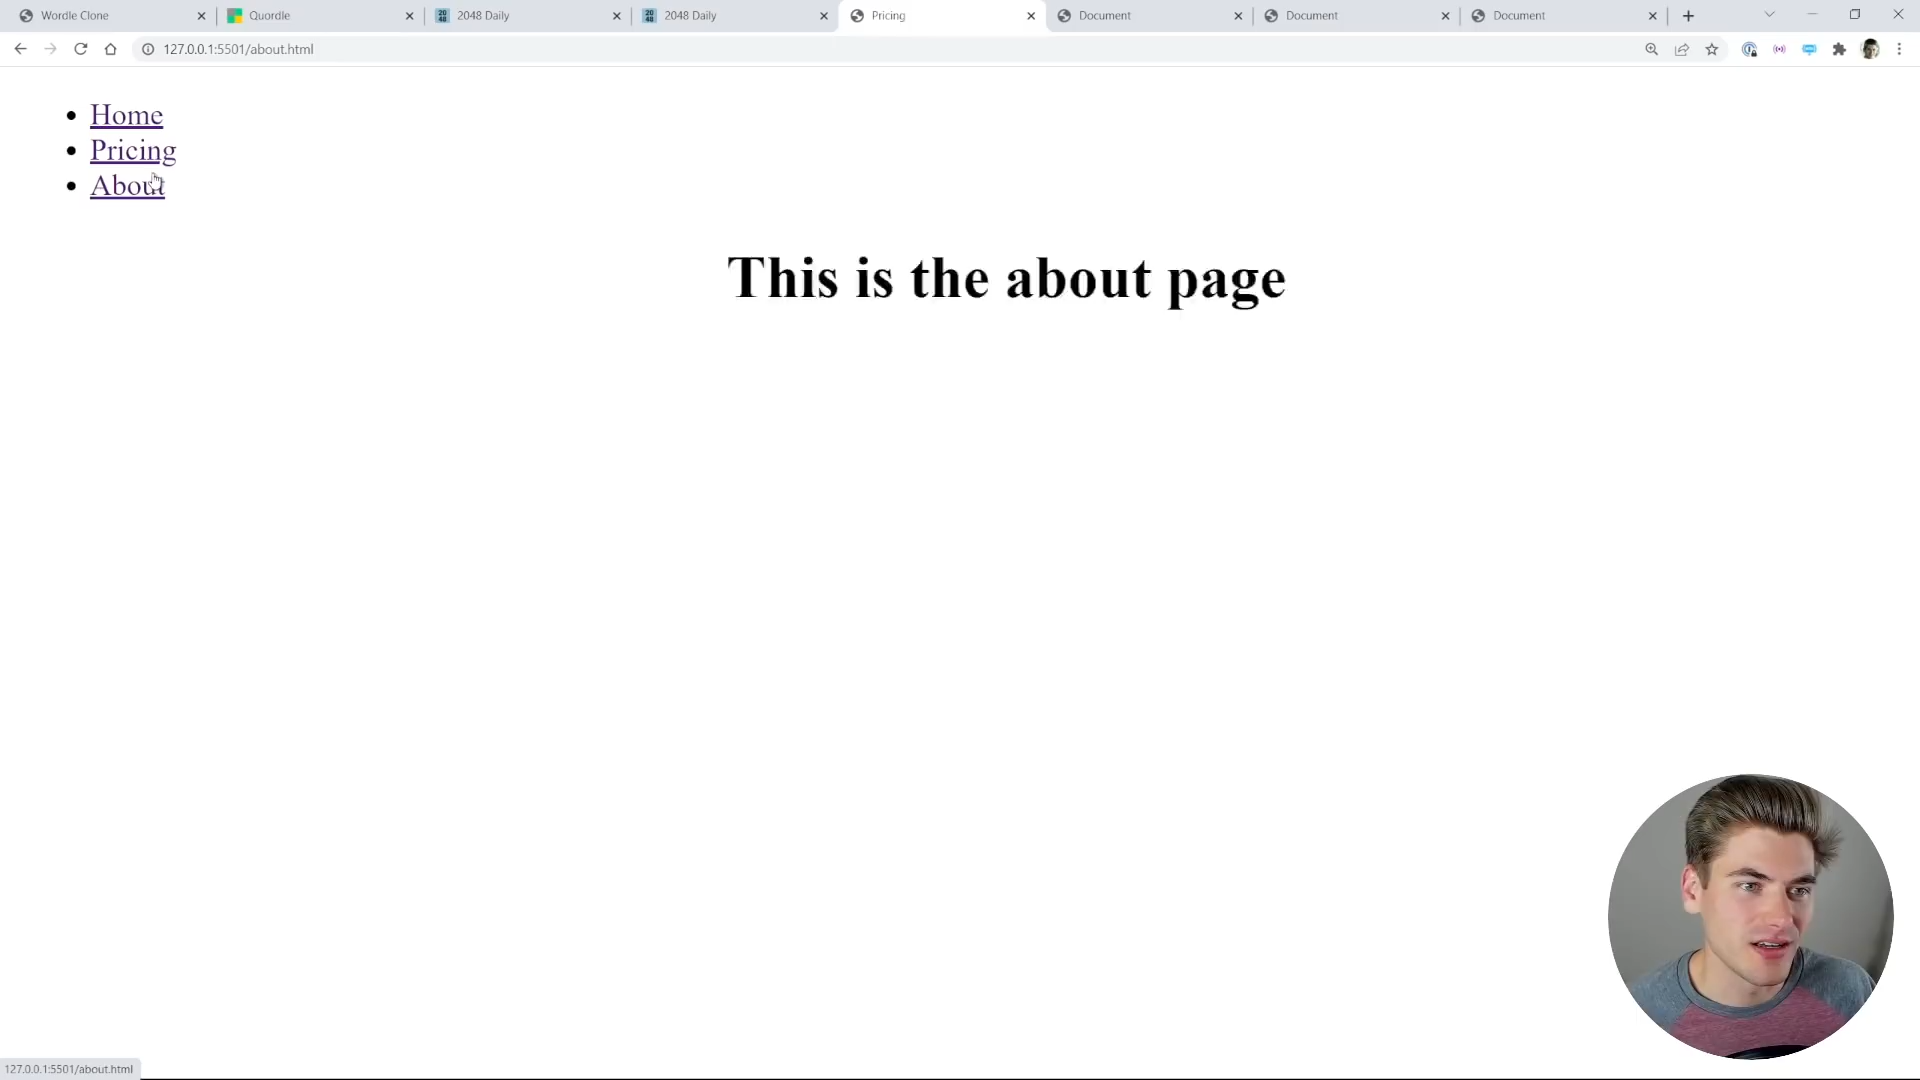 Wordle Clone
Quordle
2048 Daily
2048 Daily
Pricing
Document
Document
Document
127.0.0.1:5501/about.html
Home
Pricing
About
This is the about page
127.0.0.1:5501/about.html